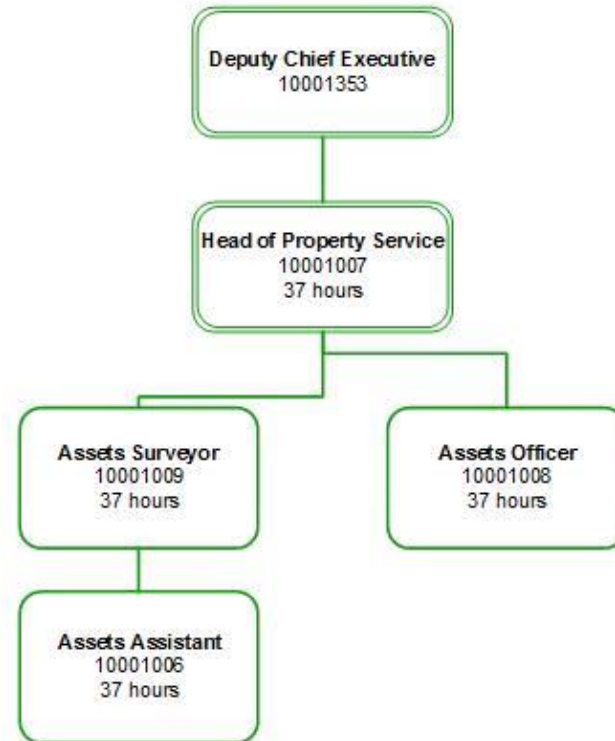 Deputy Chief Executive
10001353
Head of Property Service
10001007
37 hours
Assets Surveyor
10001009
37 hours
Assets Officer
10001008
37 hours
Assets Assistant
10001006
37 hours